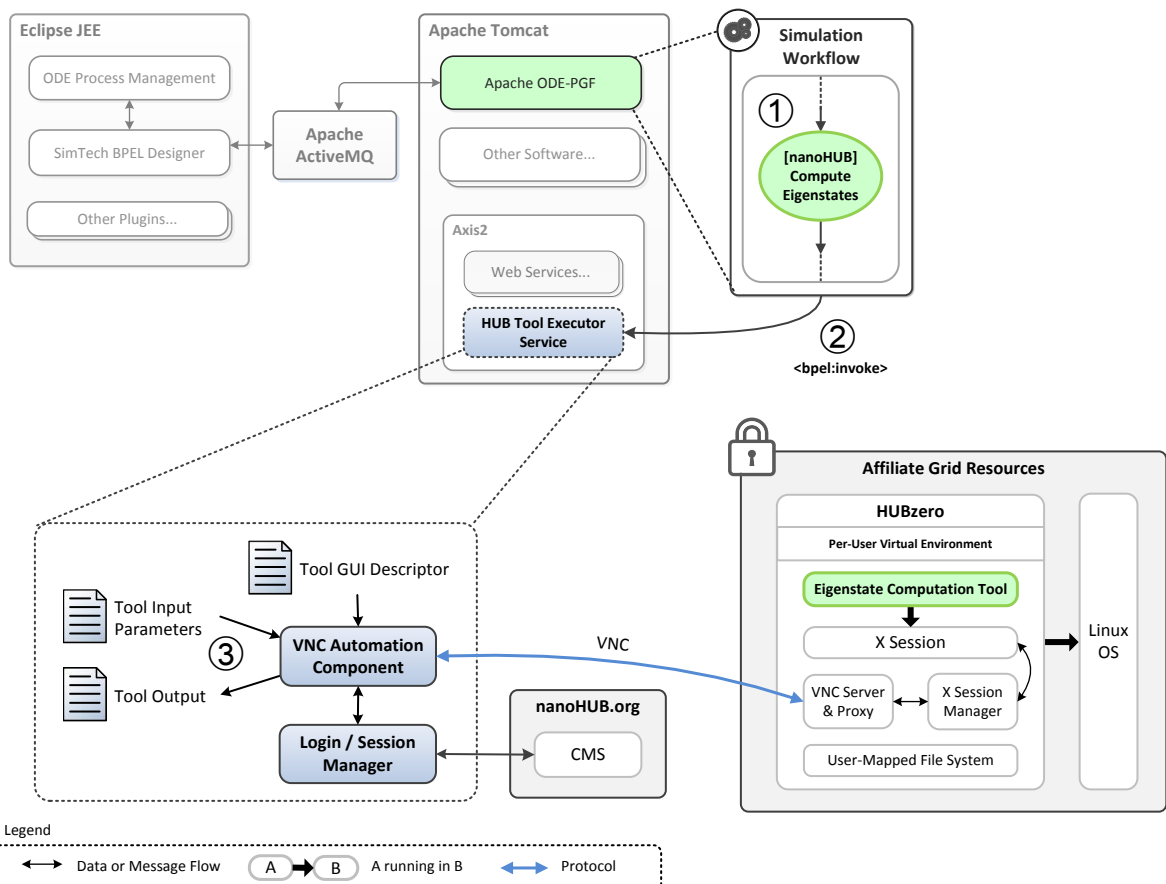 Eclipse JEE
ODE Process Management
SimTech BPEL Designer
Other Plugins...
Apache
ActiveMQ
Apache Tomcat
Apache ODE-PGF
Other Software...
Axis2
Web Services...
HUB Tool Executor
Service
Simulation
Workflow
①
[nanoHUB]
Compute
Eigenstates
②
<bpel:invoke>
Tool GUI Descriptor
Tool Input
Parameters
③
Tool Output
VNC Automation
Component
Login / Session
Manager
VNC
nanoHUB.org
CMS
Affiliate Grid Resources
HUBzero
Per-User Virtual Environment
Eigenstate Computation Tool
X Session
VNC Server
& Proxy
X Session
Manager
User-Mapped File System
Linux
OS
Legend
Data or Message Flow
A
B
A running in B
Protocol